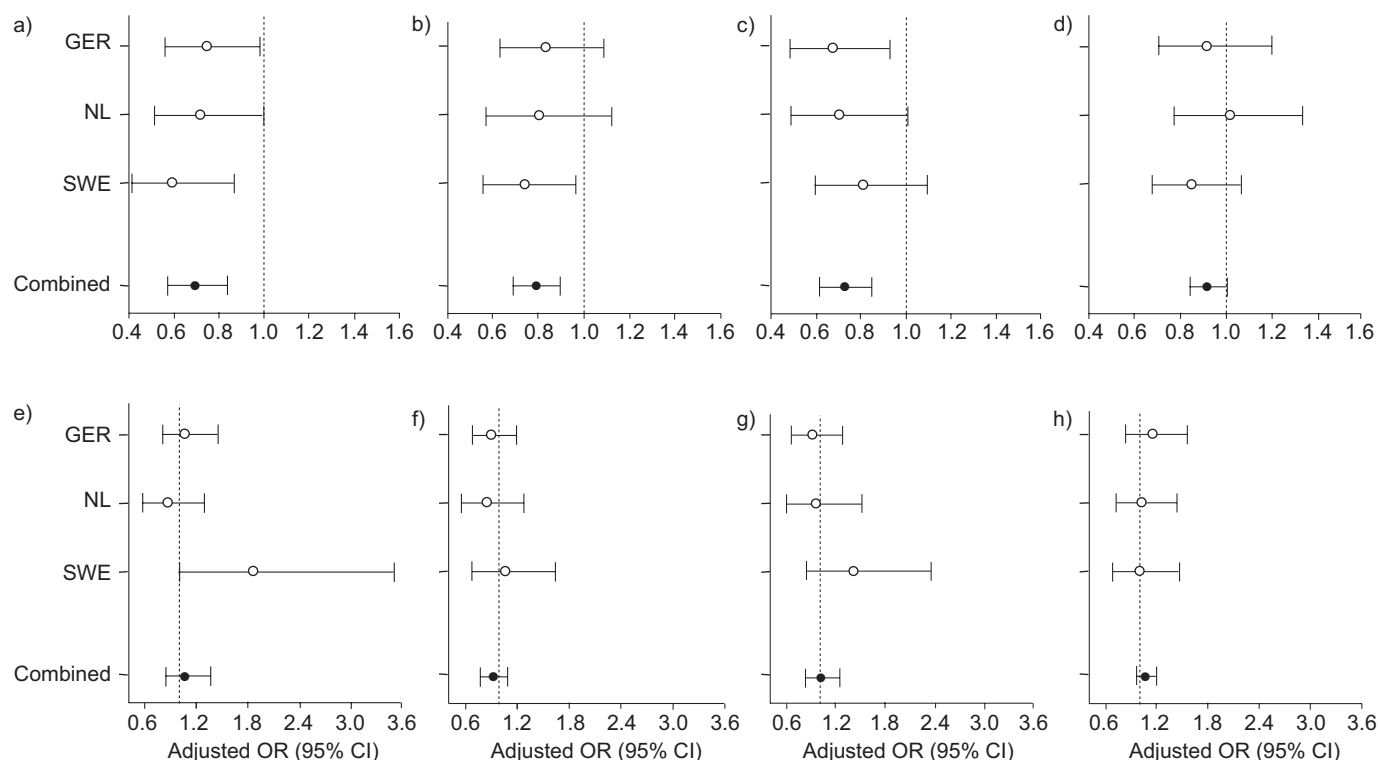 a)
b)
c)
d)
GER
NL
SWE
Combined
0.4 0.6 0.8 1.0 1.2 1.4 1.6
0.4 0.6 0.8 1.0 1.2 1.4 1.6
0.4 0.6 0.8 1.0 1.2 1.4 1.6
0.4 0.6 0.8 1.0 1.2 1.4 1.6
e)
f)
g)
h)
GER
NL
SWE
Combined
0.6 1.2 1.8 2.4 3.0 3.6
0.6 1.2 1.8 2.4 3.0 3.6
0.6 1.2 1.8 2.4 3.0 3.6
0.6 1.2 1.8 2.4 3.0 3.6
Adjusted OR (95% CI)
Adjusted OR (95% CI)
Adjusted OR (95% CI)
Adjusted OR (95% CI)